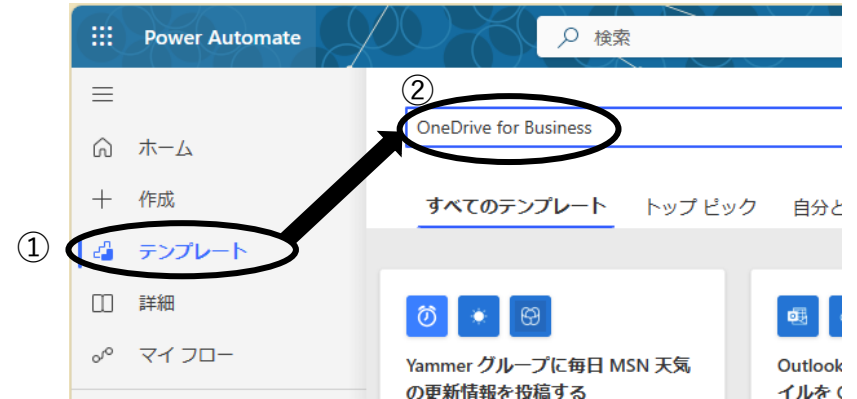 Power Automate
検索
②
OneDrive for Business
ホーム
作成
すべてのテンプレート トップ ピック 自分と
①
テンプレート
詳細
マイ フロー
Yammer グループに毎日 MSN 天気
の更新情報を投稿する
Outlook
イルを